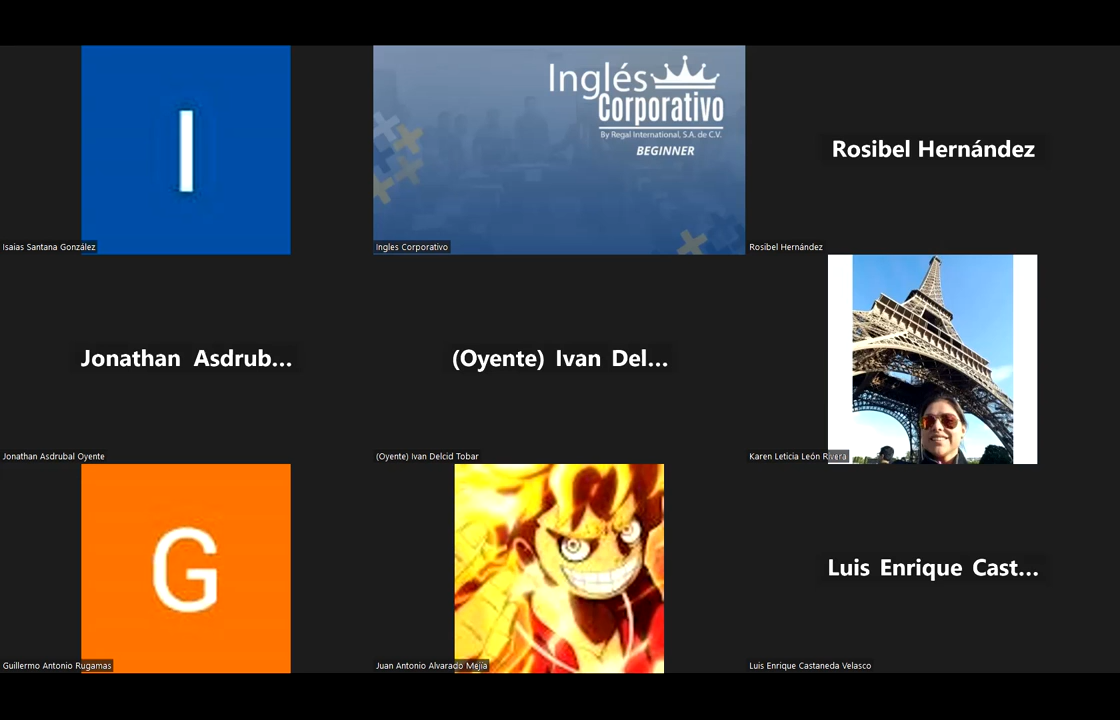 I
Isaias Santana González
Inglés
Corporativo
By Regal International, S.A. de C.V.
BEGINNER
Ingles Corporativo
Rosibel Hernández
Rosibel Hernández
Jonathan Asdrub...
Jonathan Asdrubal Oyente
(Oyente) Ivan Del...
(Oyente) Ivan Delcid Tobar
Karen Leticia León Rivera
G
Guillermo Antonio Rugamas
Juan Antonio Alvarado Mejía
Luis Enrique Cast...
Luis Enrique Castaneda Velasco